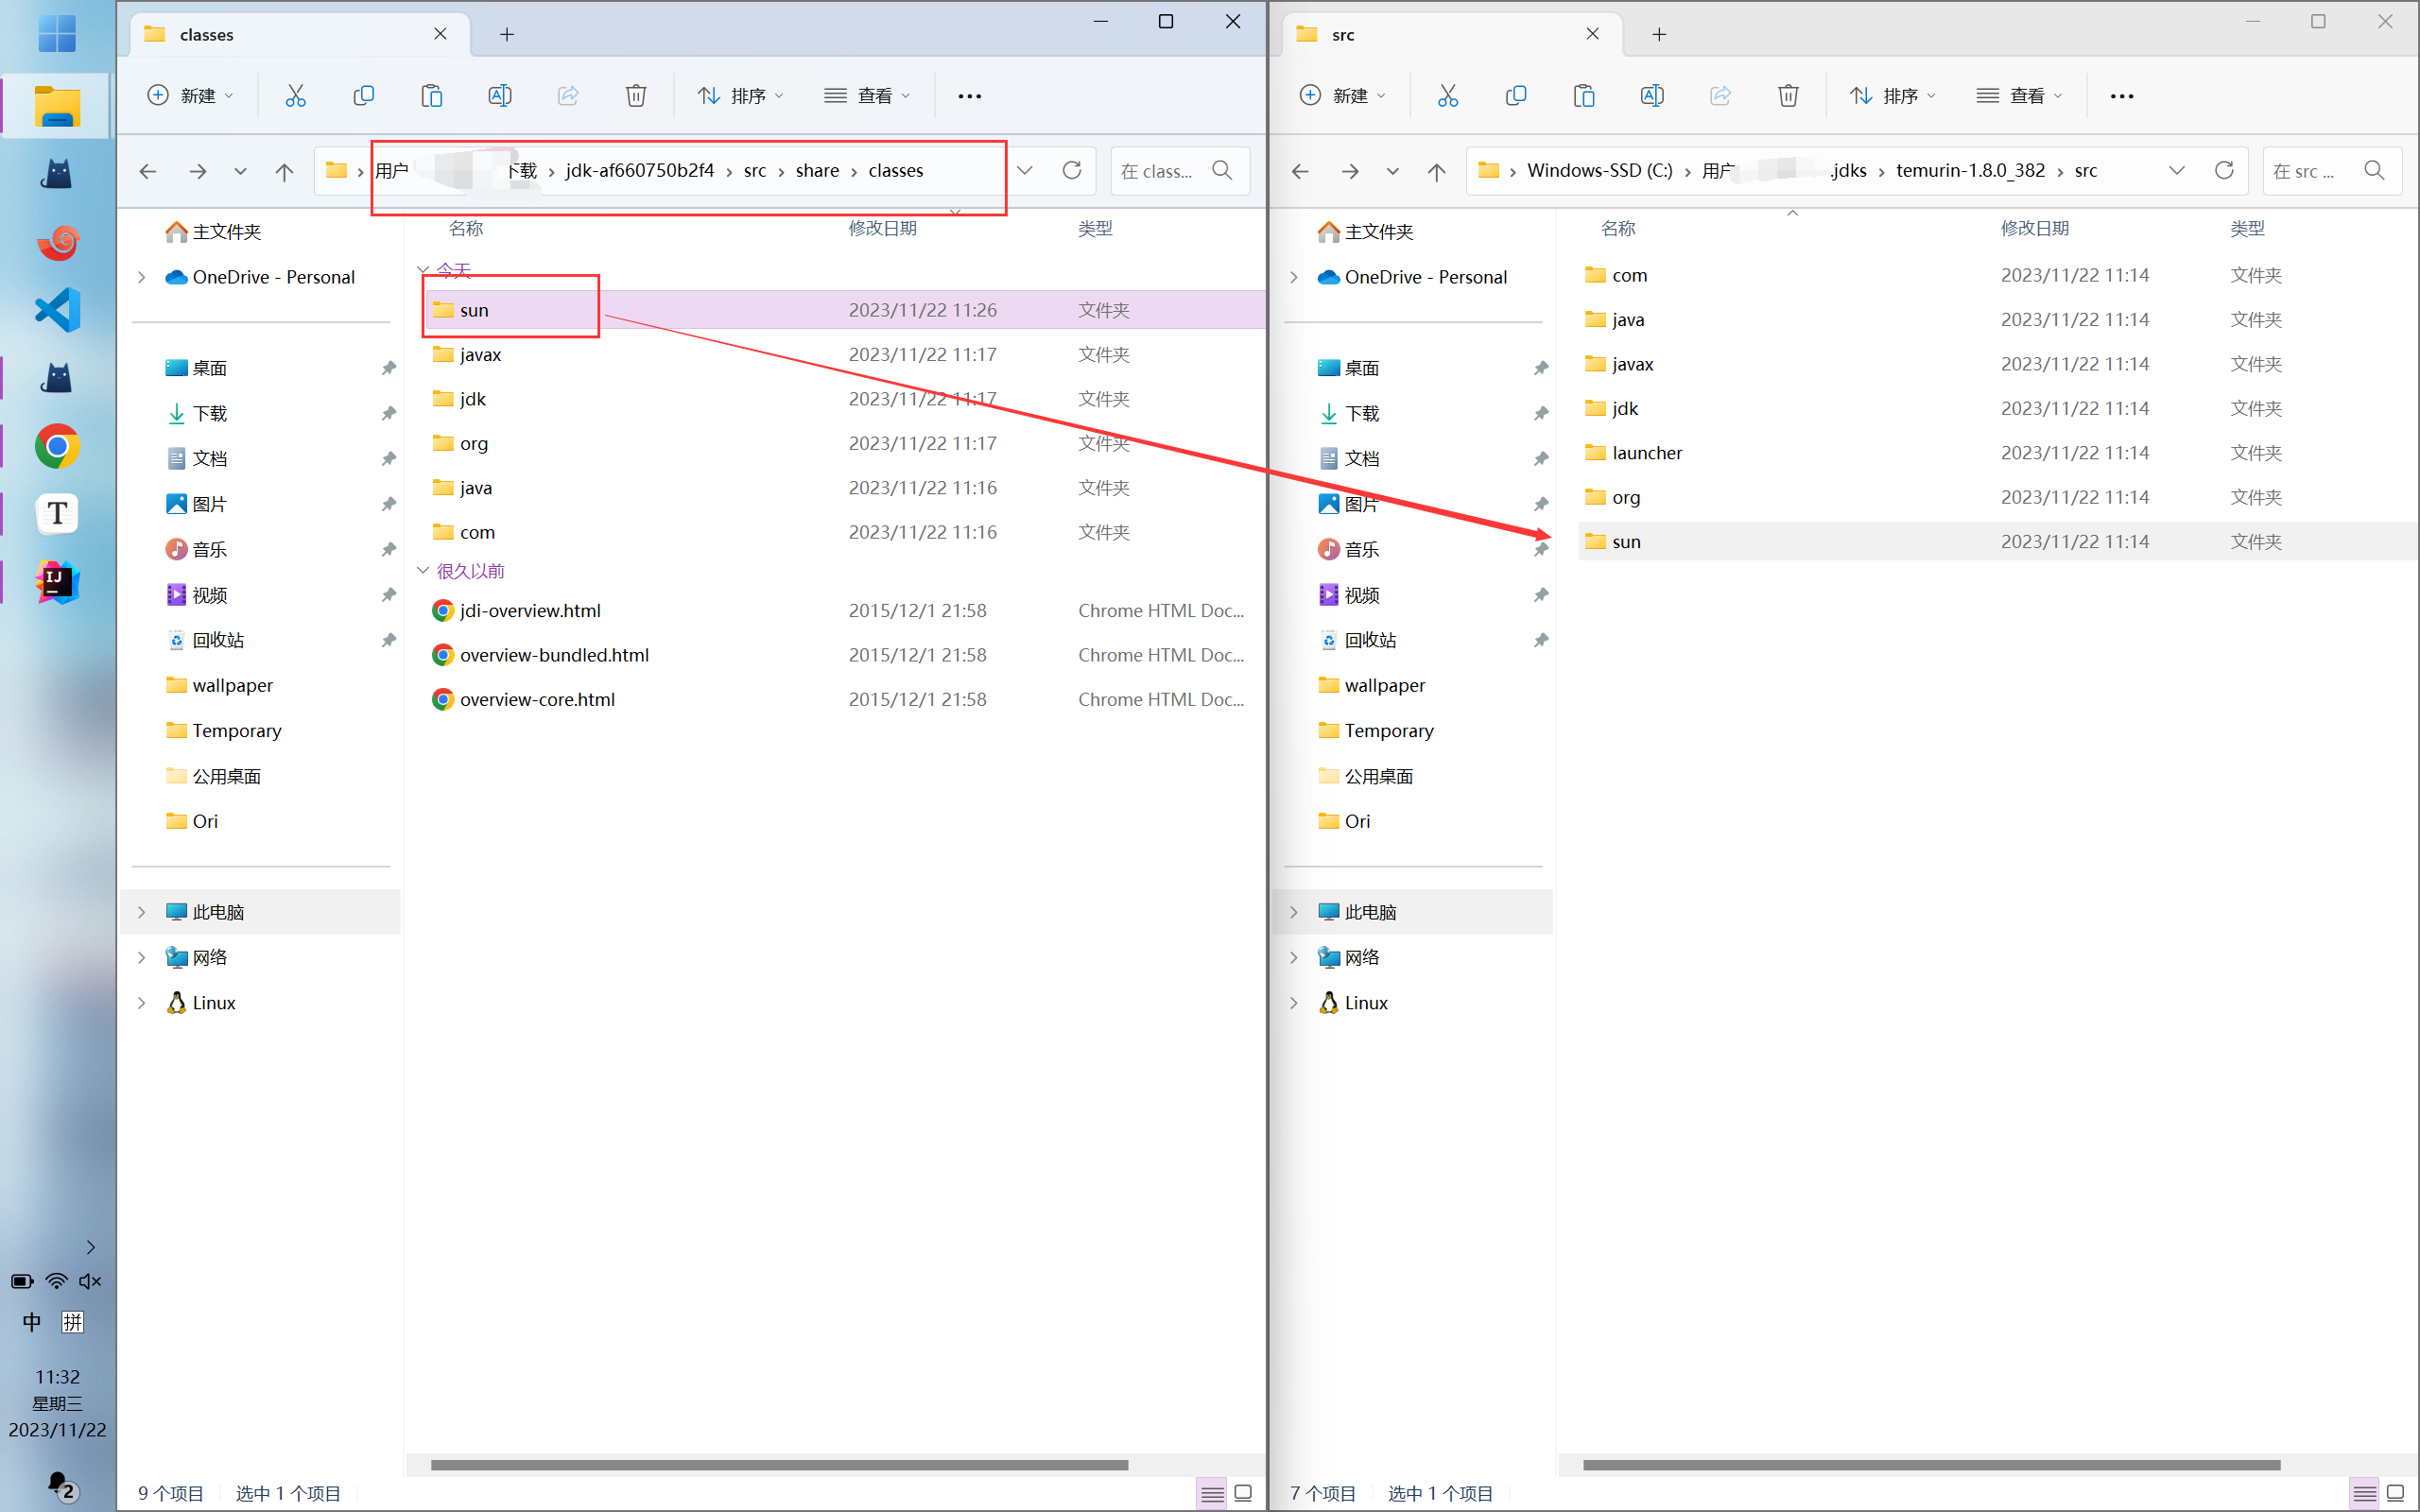 classes
新建
排序
查看
用户 下载 › jdk-af660750b2f4 › src › share › classes
在 class...
主文件夹
OneDrive - Personal
桌面
下载
文档
图片
音乐
视频
回收站
wallpaper
Temporary
公用桌面
Ori
此电脑
网络
Linux
名称 修改日期 类型
今天
sun 2023/11/22 11:26 文件夹
javax 2023/11/22 11:17 文件夹
jdk 2023/11/22 11:17 文件夹
org 2023/11/22 11:17 文件夹
java 2023/11/22 11:16 文件夹
com 2023/11/22 11:16 文件夹
很久以前
jdi-overview.html 2015/12/1 21:58 Chrome HTML Doc...
overview-bundled.html 2015/12/1 21:58 Chrome HTML Doc...
overview-core.html 2015/12/1 21:58 Chrome HTML Doc...
9 个项目 选中 1 个项目
src
新建
排序
查看
Windows-SSD (C:) › 用户 .jdks › temurin-1.8.0_382 › src
在 src ...
主文件夹
OneDrive - Personal
桌面
下载
文档
图片
音乐
视频
回收站
wallpaper
Temporary
公用桌面
Ori
此电脑
网络
Linux
名称 修改日期 类型
com 2023/11/22 11:14 文件夹
java 2023/11/22 11:14 文件夹
javax 2023/11/22 11:14 文件夹
jdk 2023/11/22 11:14 文件夹
launcher 2023/11/22 11:14 文件夹
org 2023/11/22 11:14 文件夹
sun 2023/11/22 11:14 文件夹
7 个项目 选中 1 个项目
T
IJ
中 拼
11:32
星期三
2023/11/22
2